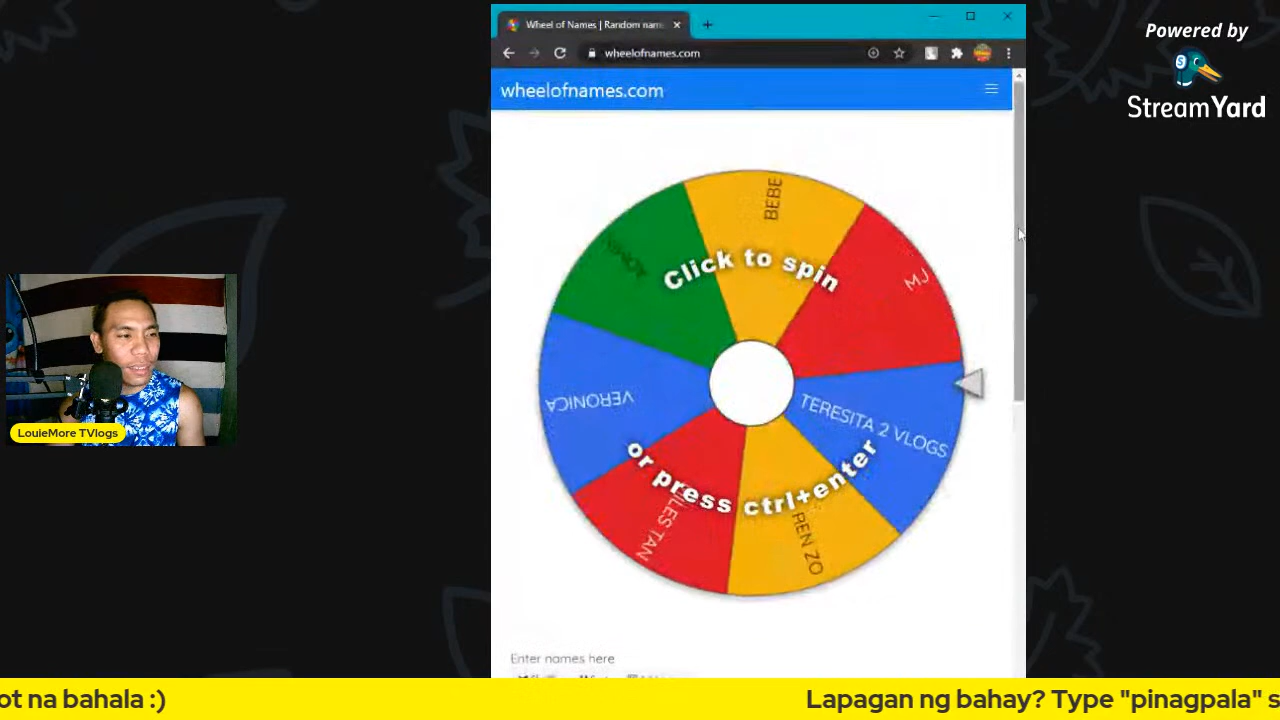 Wheel of Names | Random nam
wheelofnames.com
wheelofnames.com
Powered by
StreamYard
BEBE
MJ
Click to spin
VERONICA
TERESITA 2 VLOGS
or press ctrl+enter
LES TAN
REN ZO
LouieMore TVlogs
Enter names here
ot na bahala :)
Lapagan ng bahay? Type "pinagpala" s